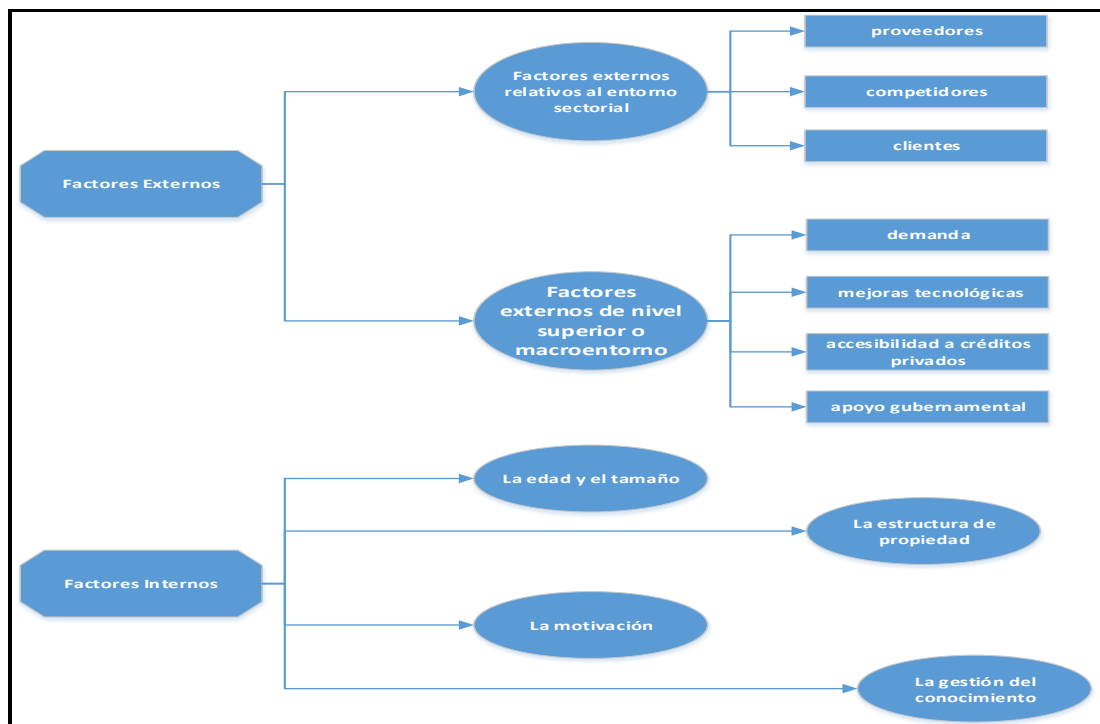 Factores Externos
Factores externos
relativos al entorno
sectorial
proveedores
competidores
clientes
Factores
externos de nivel
superior o
macroentorno
demanda
mejoras tecnológicas
accesibilidad a créditos
privados
apoyo gubernamental
Factores Internos
La edad y el tamaño
La estructura de
propiedad
La motivación
La gestión del
conocimiento